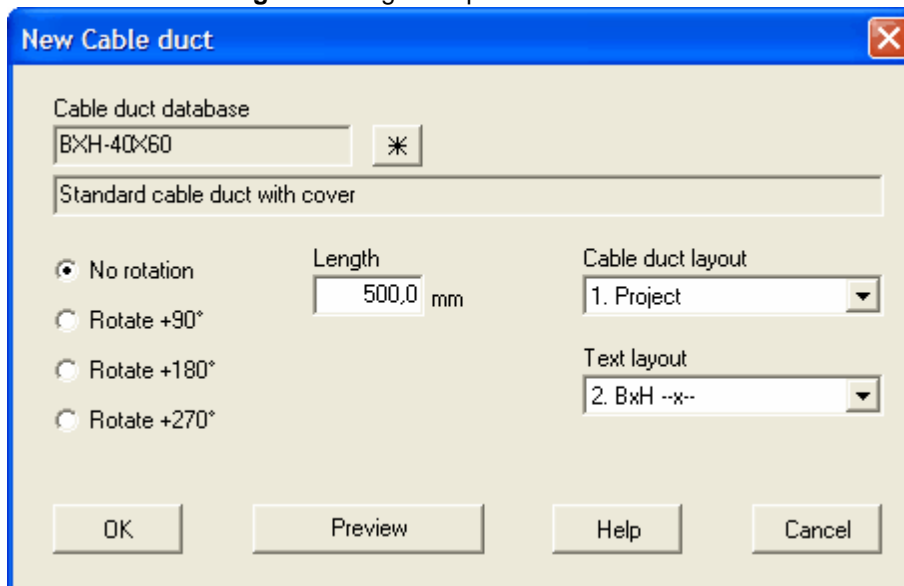 New Cable duct
Cable duct database
BXH-40X60
Standard cable duct with cover
No rotation
Rotate +90°
Rotate +180°
Rotate +270°
Length
500,0 mm
Cable duct layout
1. Project
Text layout
2. BxH --x--
OK
Preview
Help
Cancel